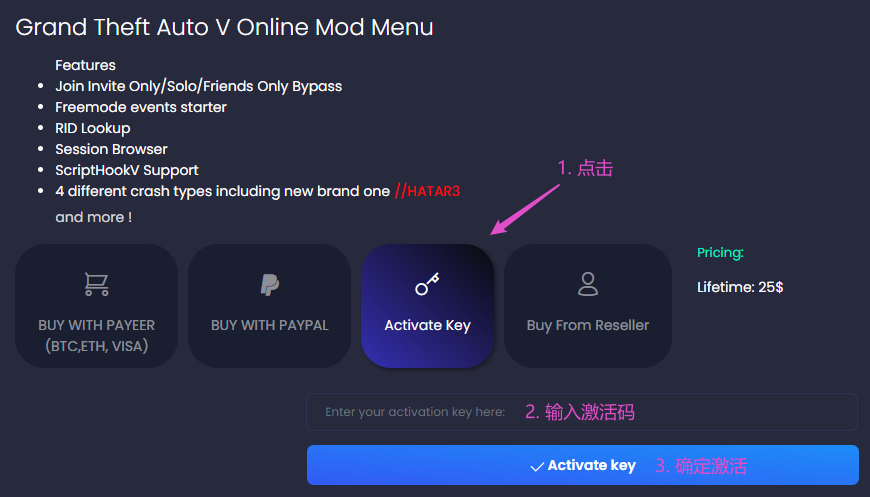 Grand Theft Auto V Online Mod Menu
Features
Join Invite Only/Solo/Friends Only Bypass
Freemode events starter
RID Lookup
Session Browser
ScriptHookV Support
4 different crash types including new brand one //HATAR3
and more !
1. 点击
BUY WITH PAYEER
(BTC,ETH, VISA)
BUY WITH PAYPAL
Activate Key
Buy From Reseller
Pricing:
Lifetime: 25$
Enter your activation key here:
2. 输入激活码
Activate key
3. 确定激活